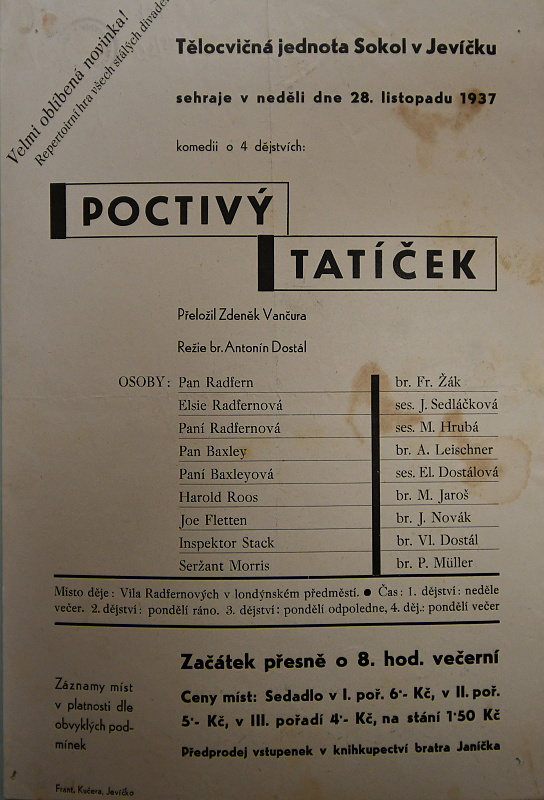 Velmi oblíbená novinka!
Repertoirní hra všech stálých divadel
Tělocvičná jednota Sokol v Jevíčku
sehraje v neděli dne 28. listopadu 1937
komedii o 4 dějstvích:
POCTIVÝ
TATÍČEK
Přeložil Zdeněk Vančura
Režie br. Antonín Dostál
OSOBY: Pan Radfern br. Fr. Žák
Elsie Radfernová ses. J. Sedláčková
Paní Radfernová ses. M. Hrubá
Pan Baxley br. A. Leischner
Paní Baxleyová ses. El. Dostálová
Harold Roos br. M. Jaroš
Joe Fletten br. J. Novák
Inspektor Stack br. Vl. Dostál
Seržant Morris br. P. Müller
Místo děje: Vila Radfernových v londýnském předměstí. ● Čas: 1. dějství: neděle
večer. 2. dějství: pondělí ráno. 3. dějství: pondělí odpoledne, 4. děj.: pondělí večer
Začátek přesně o 8. hod. večerní
Ceny míst: Sedadlo v I. poř. 6·- Kč, v II. poř.
5·- Kč, v III. pořadí 4·- Kč, na stání 1·50 Kč
Předprodej vstupenek v knihkupectví bratra Janíčka
Záznamy míst
v platnosti dle
obvyklých pod-
mínek
Frant. Kučera, Jevíčko